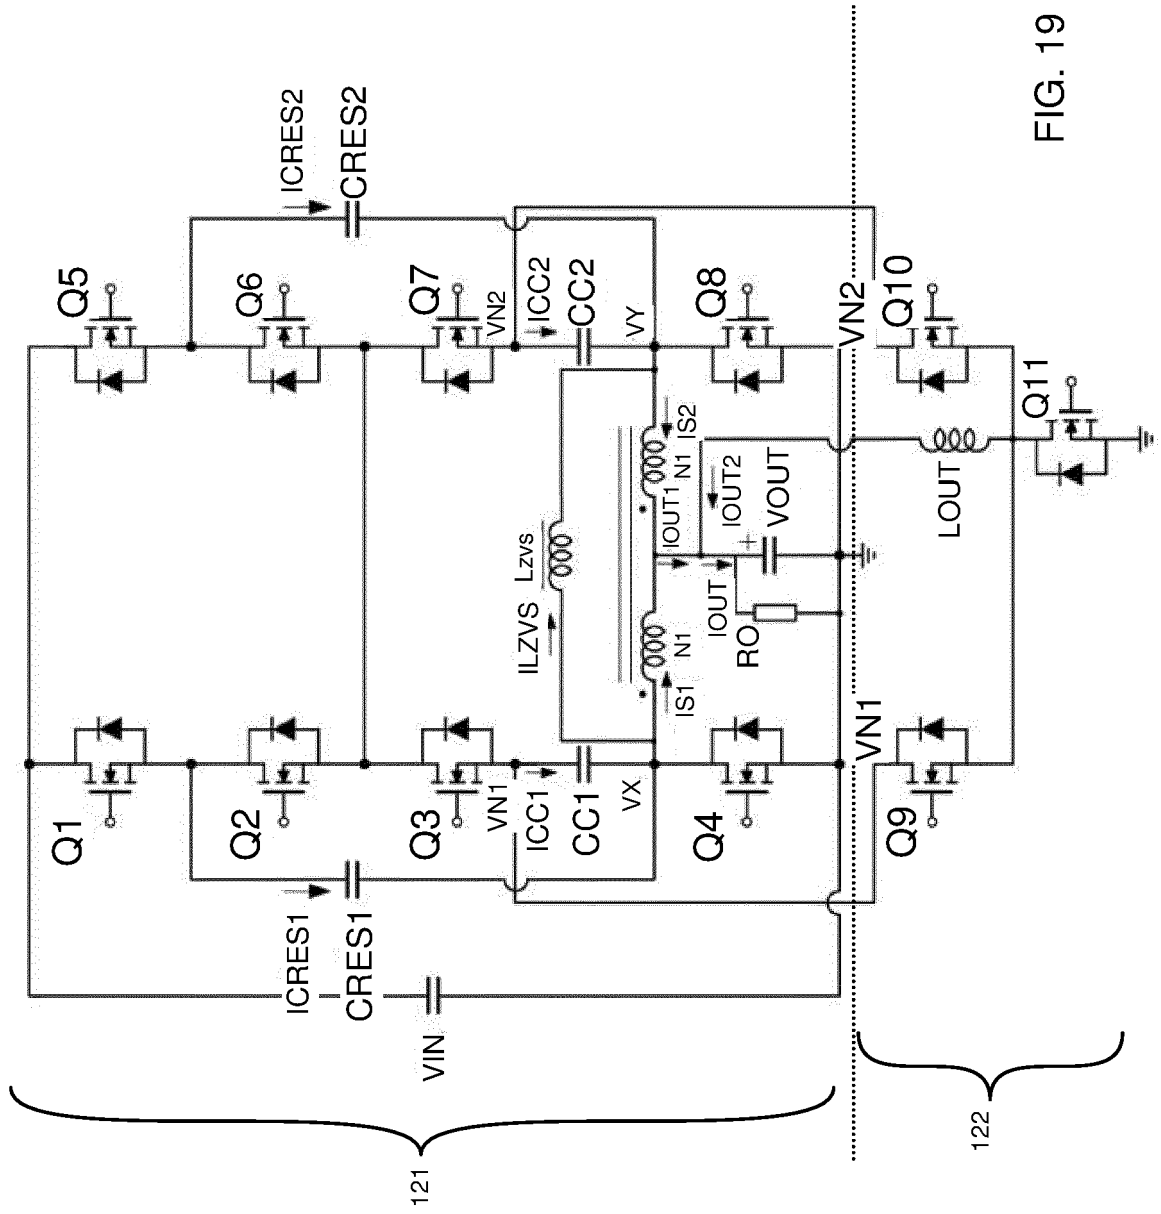 ICRES2
CRES2
Q5
Q6
Q7
VN2
ICC2
CC2
VY
Q8
VN2
Q10
Q11
Lzvs
ILZVS
IS2
N1
IOUT1
IOUT2
+
VOUT
IOUT
RO
N1
IS1
LOUT
Q1
Q2
Q3
VN1
ICC1
CC1
VX
Q4
VN1
Q9
ICRES1
CRES1
VIN
121
122
FIG. 19